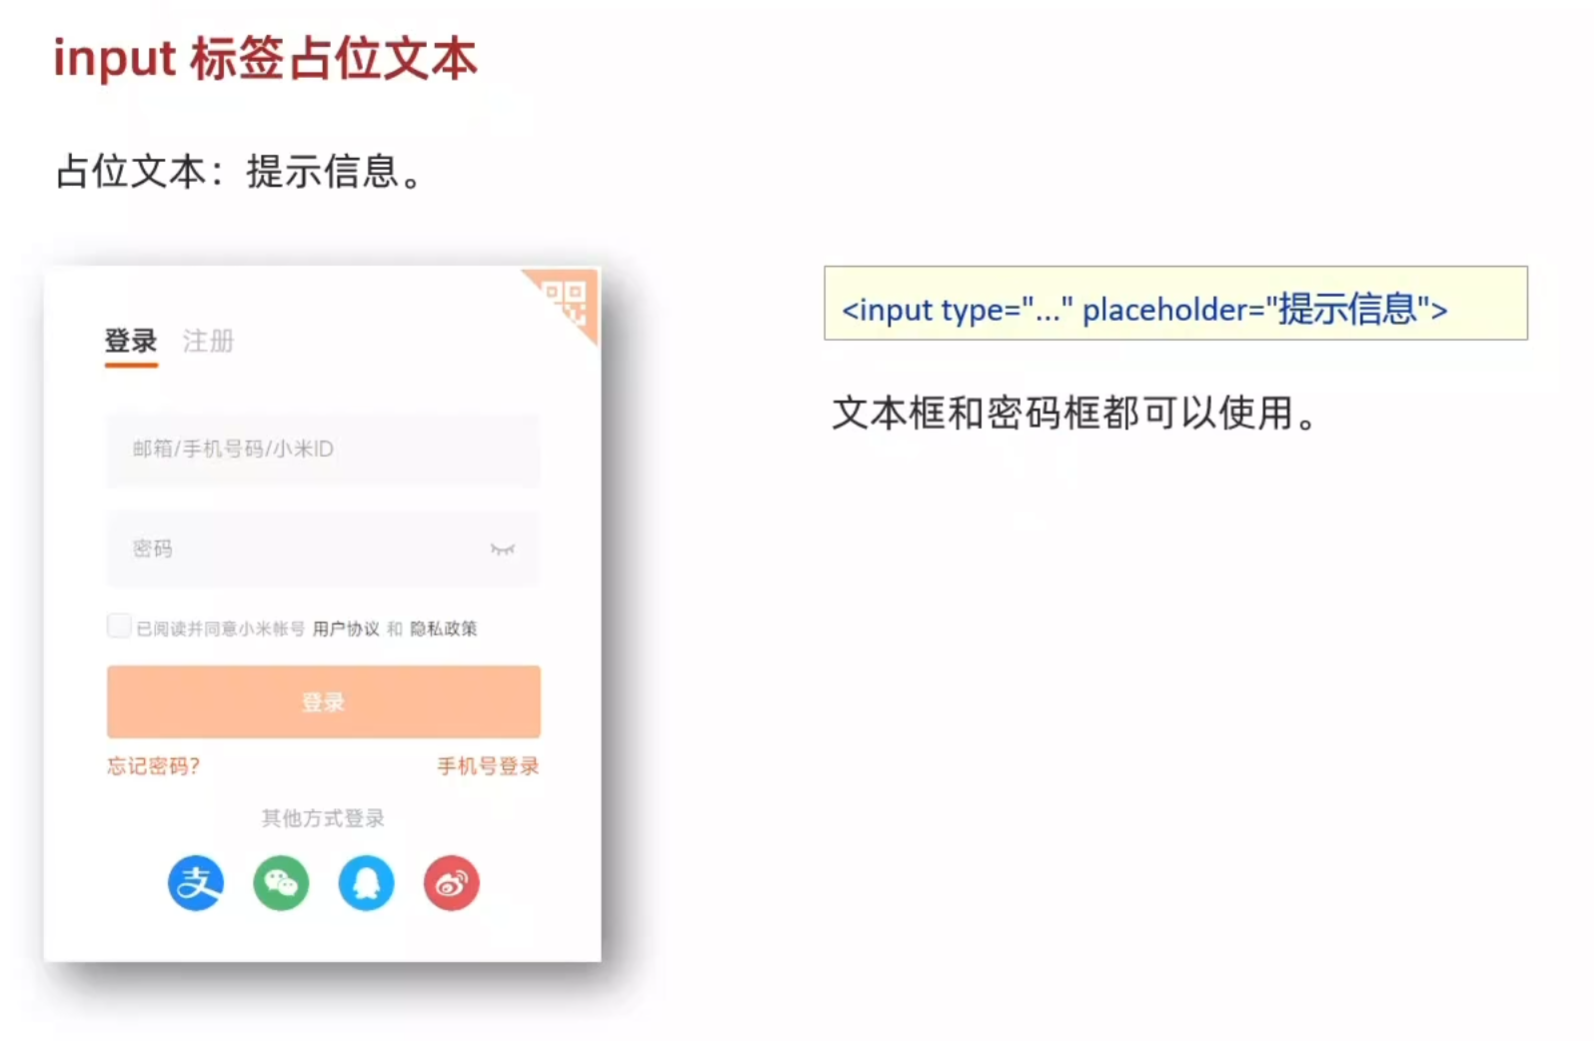 input 标签占位文本
占位文本：提示信息。
登录 注册
邮箱/手机号码/小米ID
密码
已阅读并同意小米帐号 用户协议 和 隐私政策
登录
忘记密码?
手机号登录
其他方式登录
支
<input type="..." placeholder="提示信息">
文本框和密码框都可以使用。